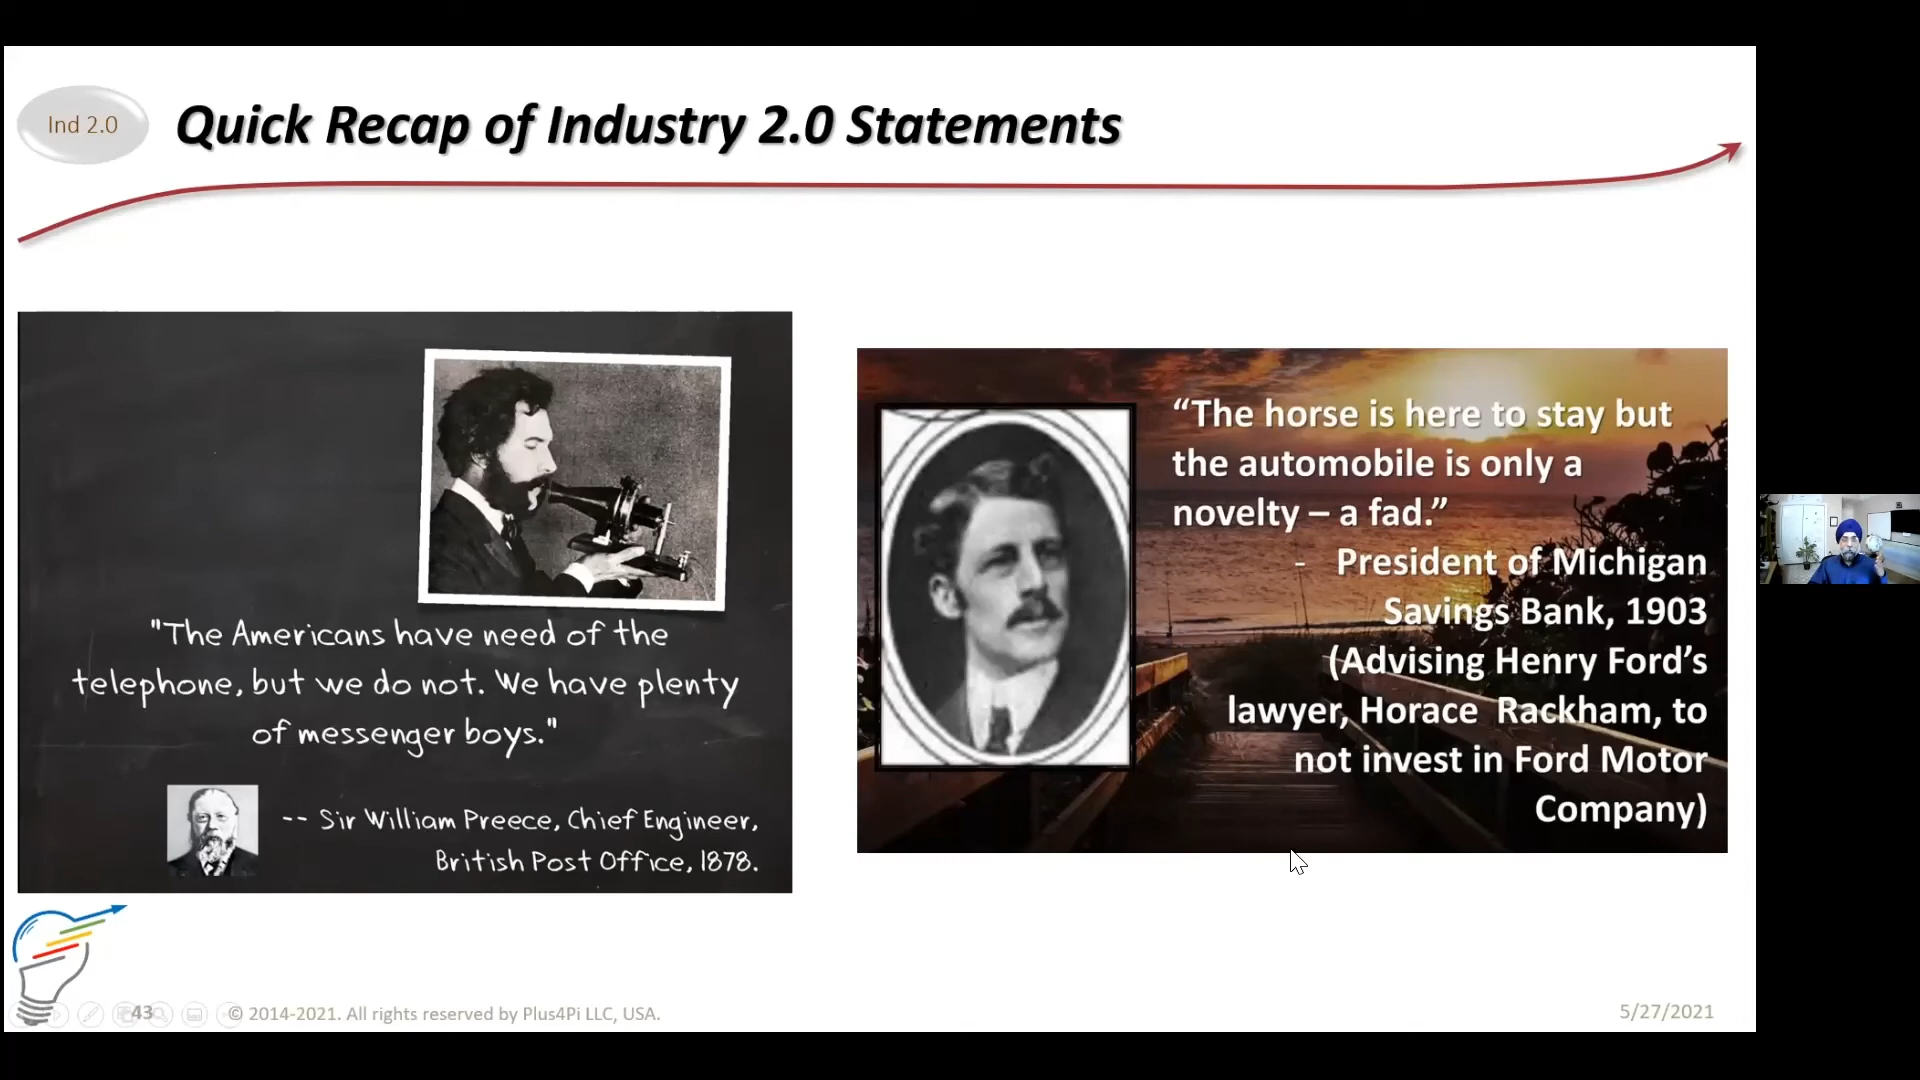 Ind 2.0
Quick Recap of Industry 2.0 Statements
"The Americans have need of the
telephone, but we do not. We have plenty
of messenger boys."
-- Sir William Preece, Chief Engineer,
British Post Office, 1878.
“The horse is here to stay but
the automobile is only a
novelty – a fad.”
- President of Michigan
Savings Bank, 1903
(Advising Henry Ford’s
lawyer, Horace Rackham, to
not invest in Ford Motor
Company)
43
© 2014-2021. All rights reserved by Plus4Pi LLC, USA.
5/27/2021